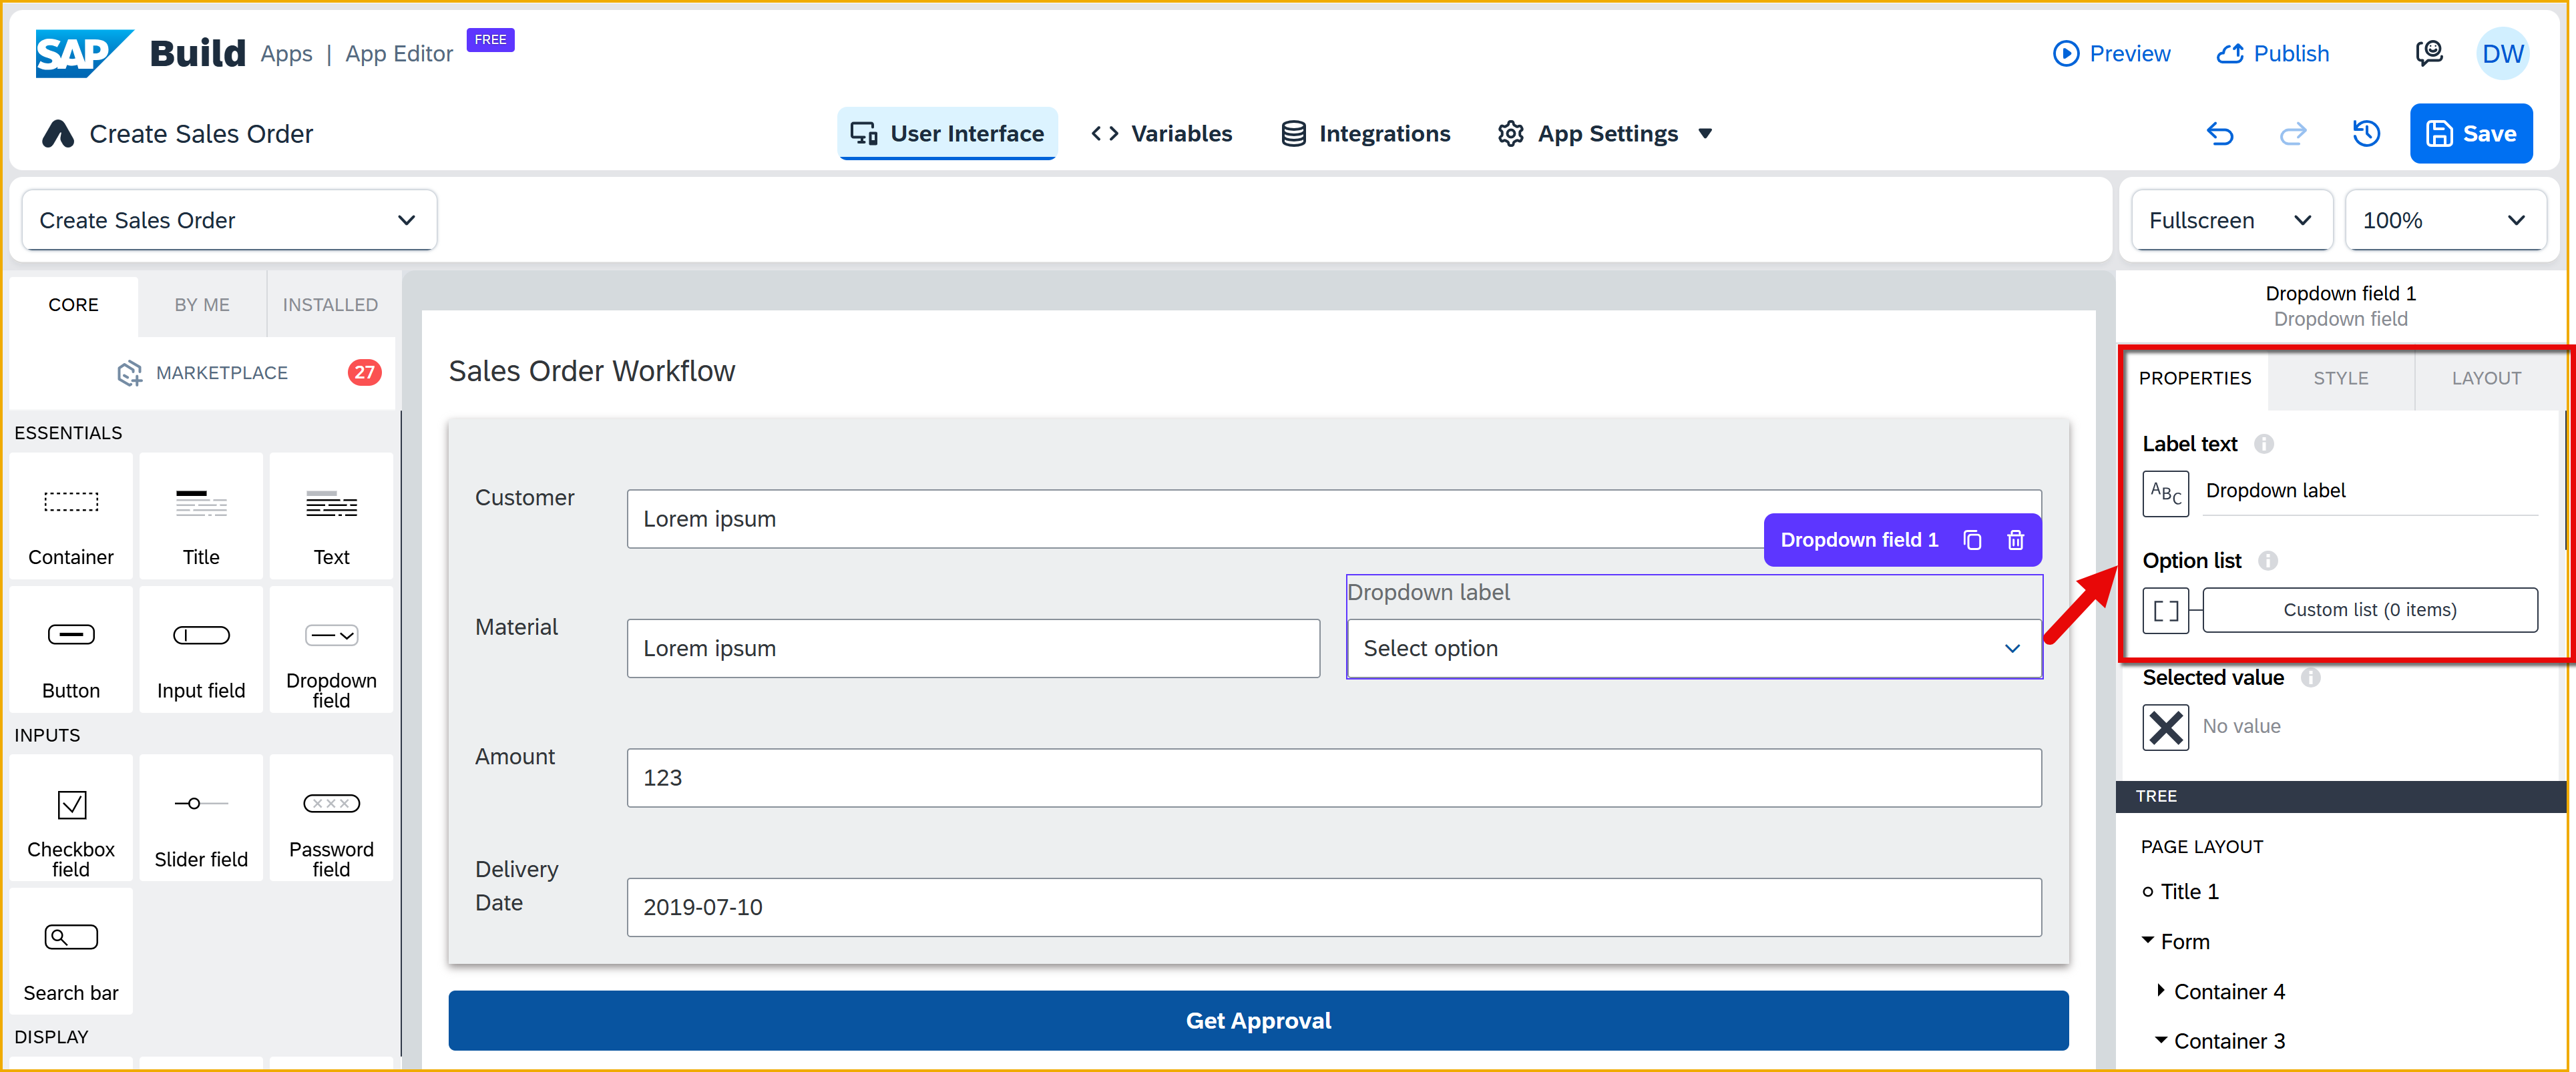 SAP Build Apps | App Editor FREE
Preview Publish DW
Create Sales Order
User Interface Variables Integrations App Settings
Save
Create Sales Order
Fullscreen 100%
CORE BY ME INSTALLED
MARKETPLACE 27
ESSENTIALS
Container Title Text
Button Input field Dropdown field
INPUTS
Checkbox field Slider field Password field
Search bar
DISPLAY
Sales Order Workflow
Customer
Lorem ipsum
Dropdown field 1
Dropdown label
Material
Lorem ipsum
Select option
Amount
123
Delivery Date
2019-07-10
Get Approval
Dropdown field 1
Dropdown field
PROPERTIES STYLE LAYOUT
Label text
ABC Dropdown label
Option list
[ ] Custom list (0 items)
Selected value
No value
TREE
PAGE LAYOUT
Title 1
Form
Container 4
Container 3